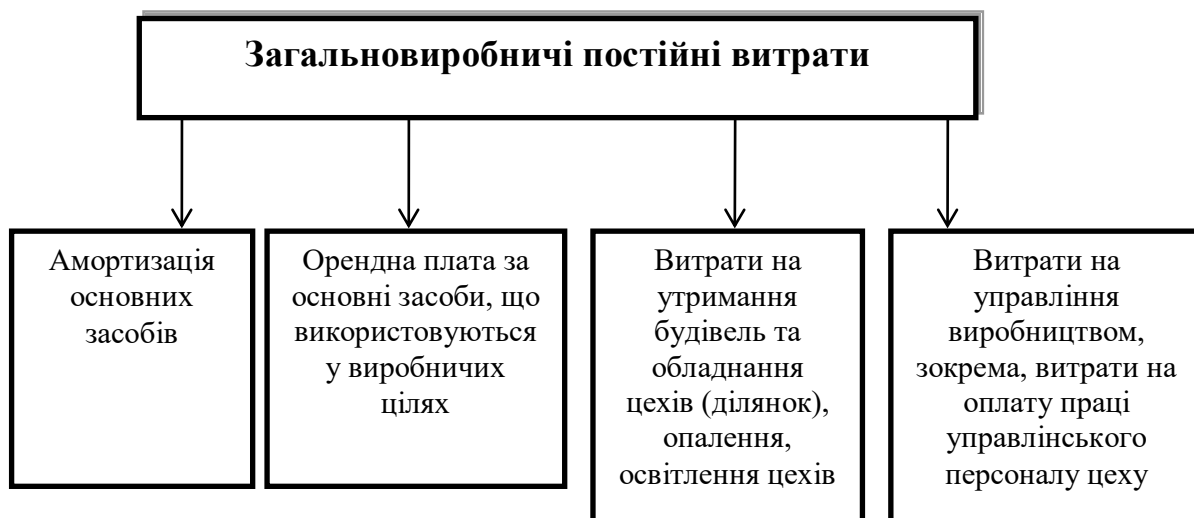 Загальновиробничі постійні витрати
Амортизація
основних
засобів
Орендна плата за
основні засоби, що
використовуються
у виробничих
цілях
Витрати на
утримання
будівель та
обладнання
цехів (ділянок),
опалення,
освітлення цехів
Витрати на
управління
виробництвом,
зокрема, витрати на
оплату праці
управлінського
персоналу цеху